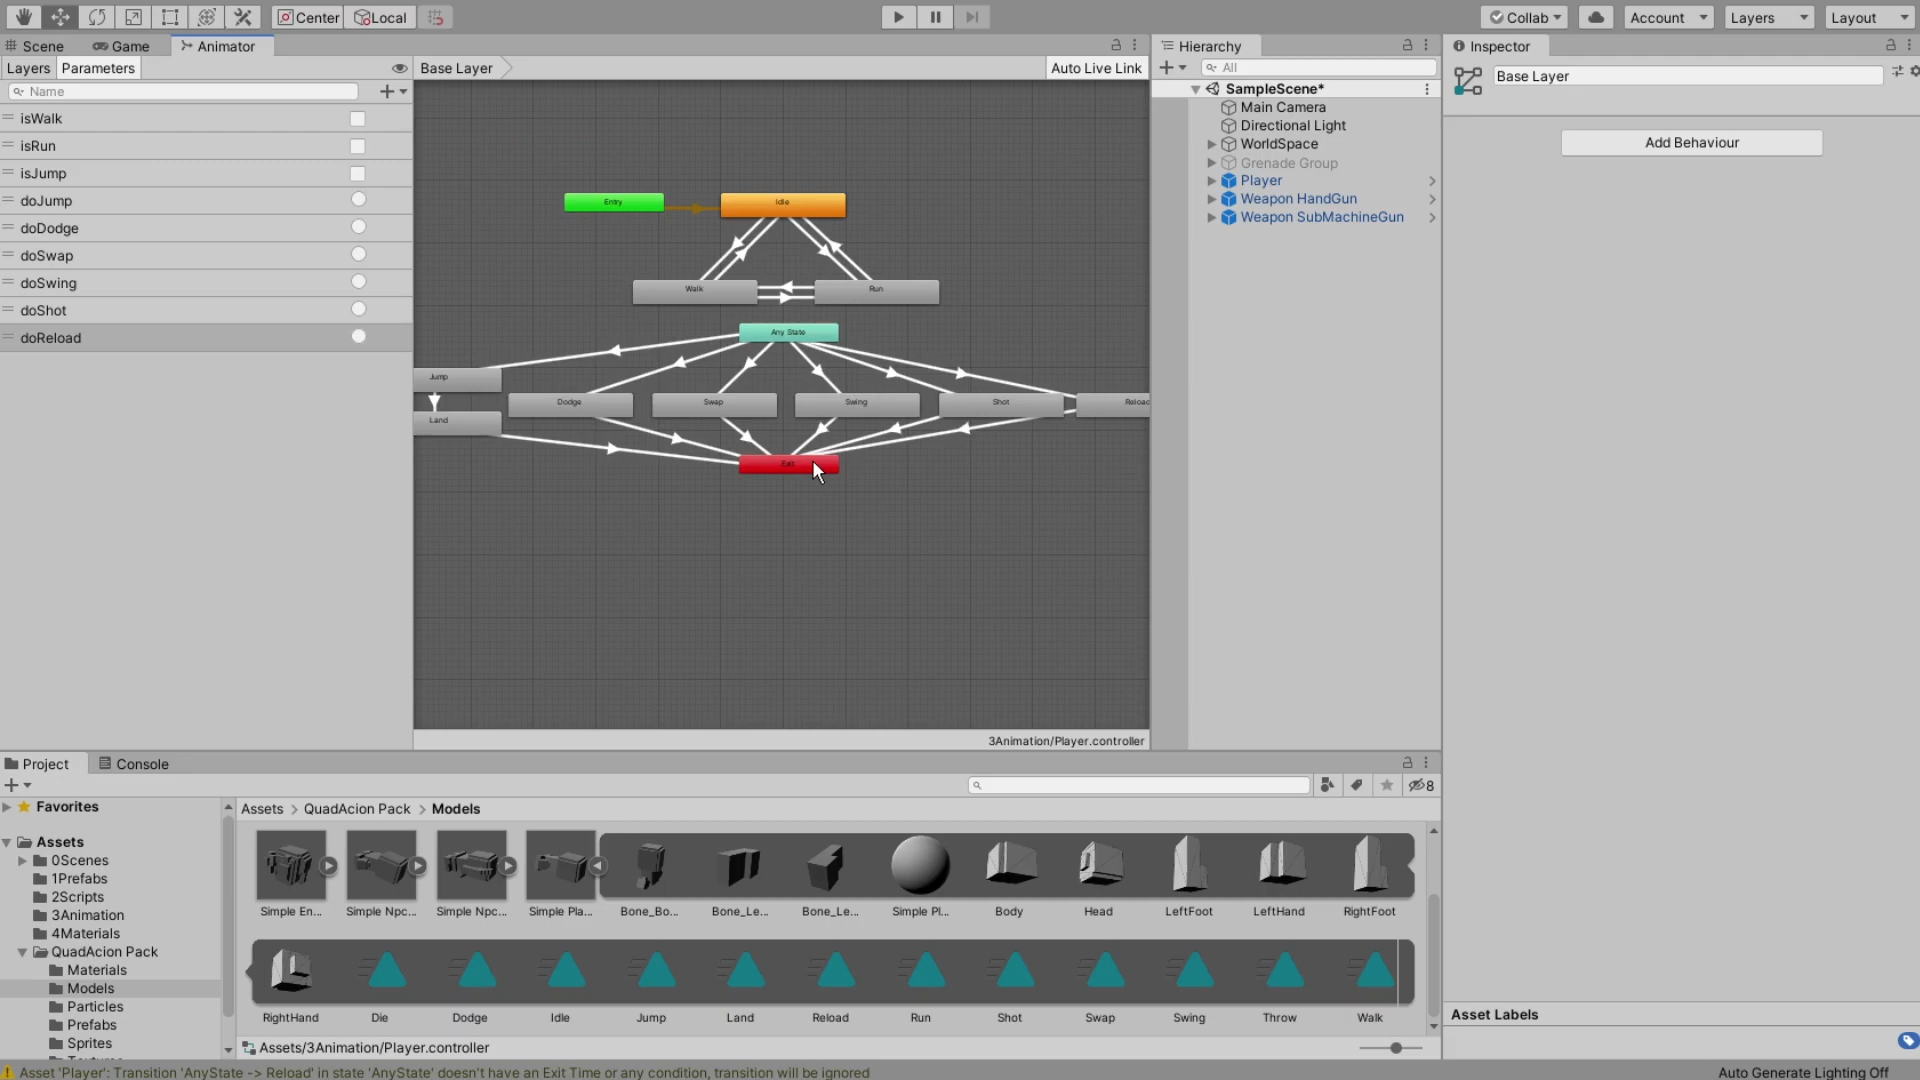 Center
Local
Collab
Account
Layers
Layout
Scene
Game
Animator
Layers
Parameters
Base Layer
Auto Live Link
Name
isWalk
isRun
isJump
doJump
doDodge
doSwap
doSwing
doShot
doReload
Entry
Idle
Walk
Run
Any State
Jump
Land
Dodge
Swap
Swing
Shot
Reloac
Exit
3Animation/Player.controller
Hierarchy
All
SampleScene*
Main Camera
Directional Light
WorldSpace
Grenade Group
Player
Weapon HandGun
Weapon SubMachineGun
Inspector
Base Layer
Add Behaviour
Asset Labels
Project
Console
8
Favorites
Assets
0Scenes
1Prefabs
2Scripts
3Animation
4Materials
QuadAcion Pack
Materials
Models
Particles
Prefabs
Sprites
Assets > QuadAcion Pack > Models
Simple En...
Simple Npc...
Simple Npc...
Simple Pla...
Bone_Bo...
Bone_Le...
Bone_Le...
Simple Pl...
Body
Head
LeftFoot
LeftHand
RightFoot
RightHand
Die
Dodge
Idle
Jump
Land
Reload
Run
Shot
Swap
Swing
Throw
Walk
Assets/3Animation/Player.controller
Asset 'Player': Transition 'AnyState -> Reload' in state 'AnyState' doesn't have an Exit Time or any condition, transition will be ignored
Auto Generate Lighting Off